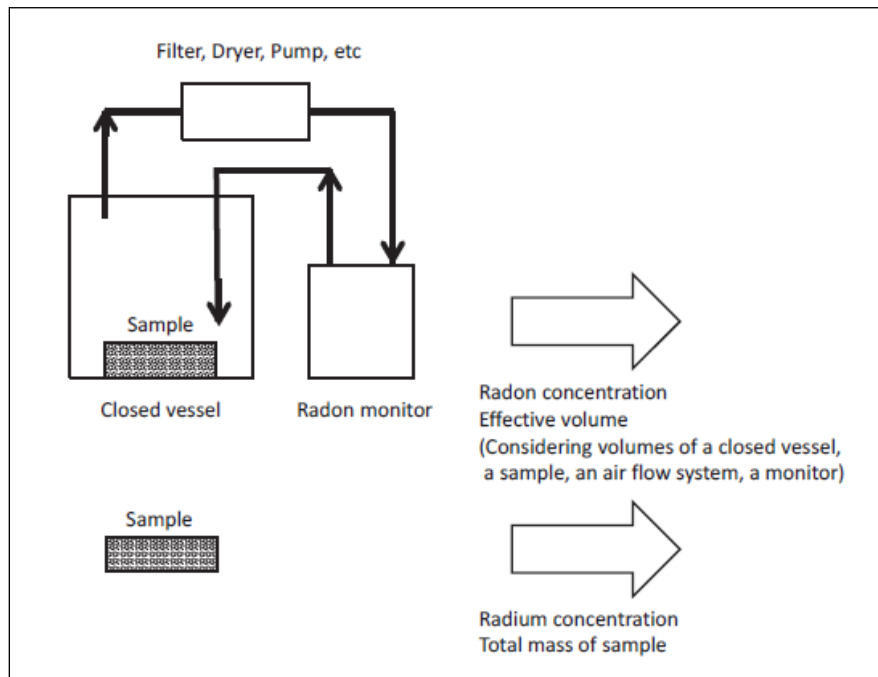 Filter, Dryer, Pump, etc
Sample
Closed vessel
Radon monitor
Radon concentration
Effective volume
(Considering volumes of a closed vessel,
a sample, an air flow system, a monitor)
Sample
Radium concentration
Total mass of sample